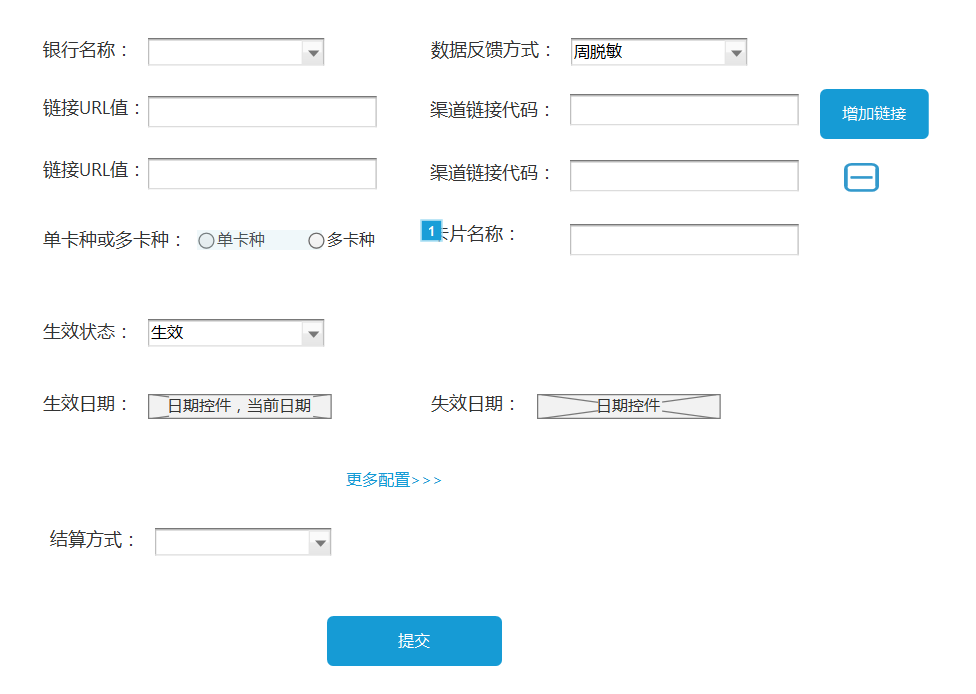 银行名称： 数据反馈方式： 周脱敏
链接URL值： 渠道链接代码： 增加链接
链接URL值： 渠道链接代码：
单卡种或多卡种： 单卡种 多卡种 1 卡片名称：
生效状态： 生效
生效日期： 日期控件，当前日期 失效日期： 日期控件
更多配置>>>
结算方式：
提交